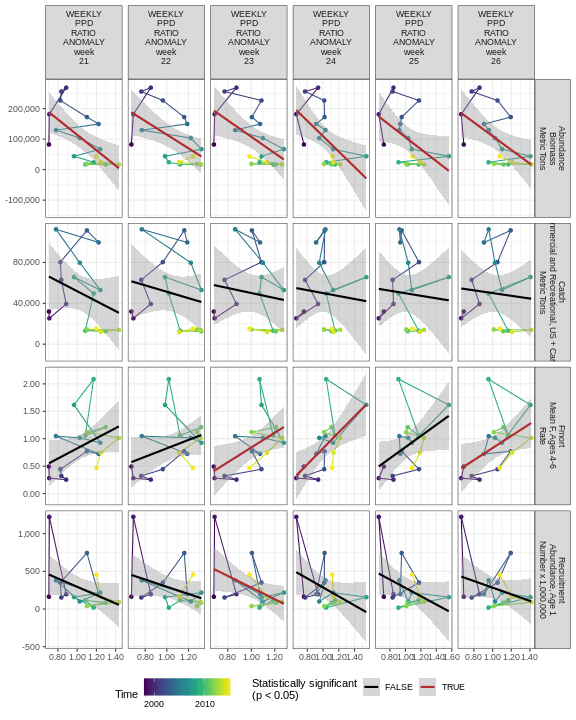 WEEKLY
PPD
RATIO
ANOMALY
week
21
WEEKLY
PPD
RATIO
ANOMALY
week
22
WEEKLY
PPD
RATIO
ANOMALY
week
23
WEEKLY
PPD
RATIO
ANOMALY
week
24
WEEKLY
PPD
RATIO
ANOMALY
week
25
WEEKLY
PPD
RATIO
ANOMALY
week
26
200,000
100,000
0
-100,000
Abundance
Biomass
Metric Tons
80,000
40,000
0
Catch
mmercial and Recreational, US + Can
Metric Tons
2.00
1.50
1.00
0.50
0.00
Fmort
Mean F, Ages 4-6
Rate
1,000
500
0
-500
Recruitment
Abundance, Age 1
Number x 1,000,000
0.80 1.00 1.20 1.40
0.80 1.00 1.20
0.80 1.00 1.20
0.80 1.00 1.20 1.40
0.80 1.00 1.20 1.40 1.60
0.80 1.00 1.20 1.40
Time
2000 2010
Statistically significant
(p < 0.05)
FALSE
TRUE